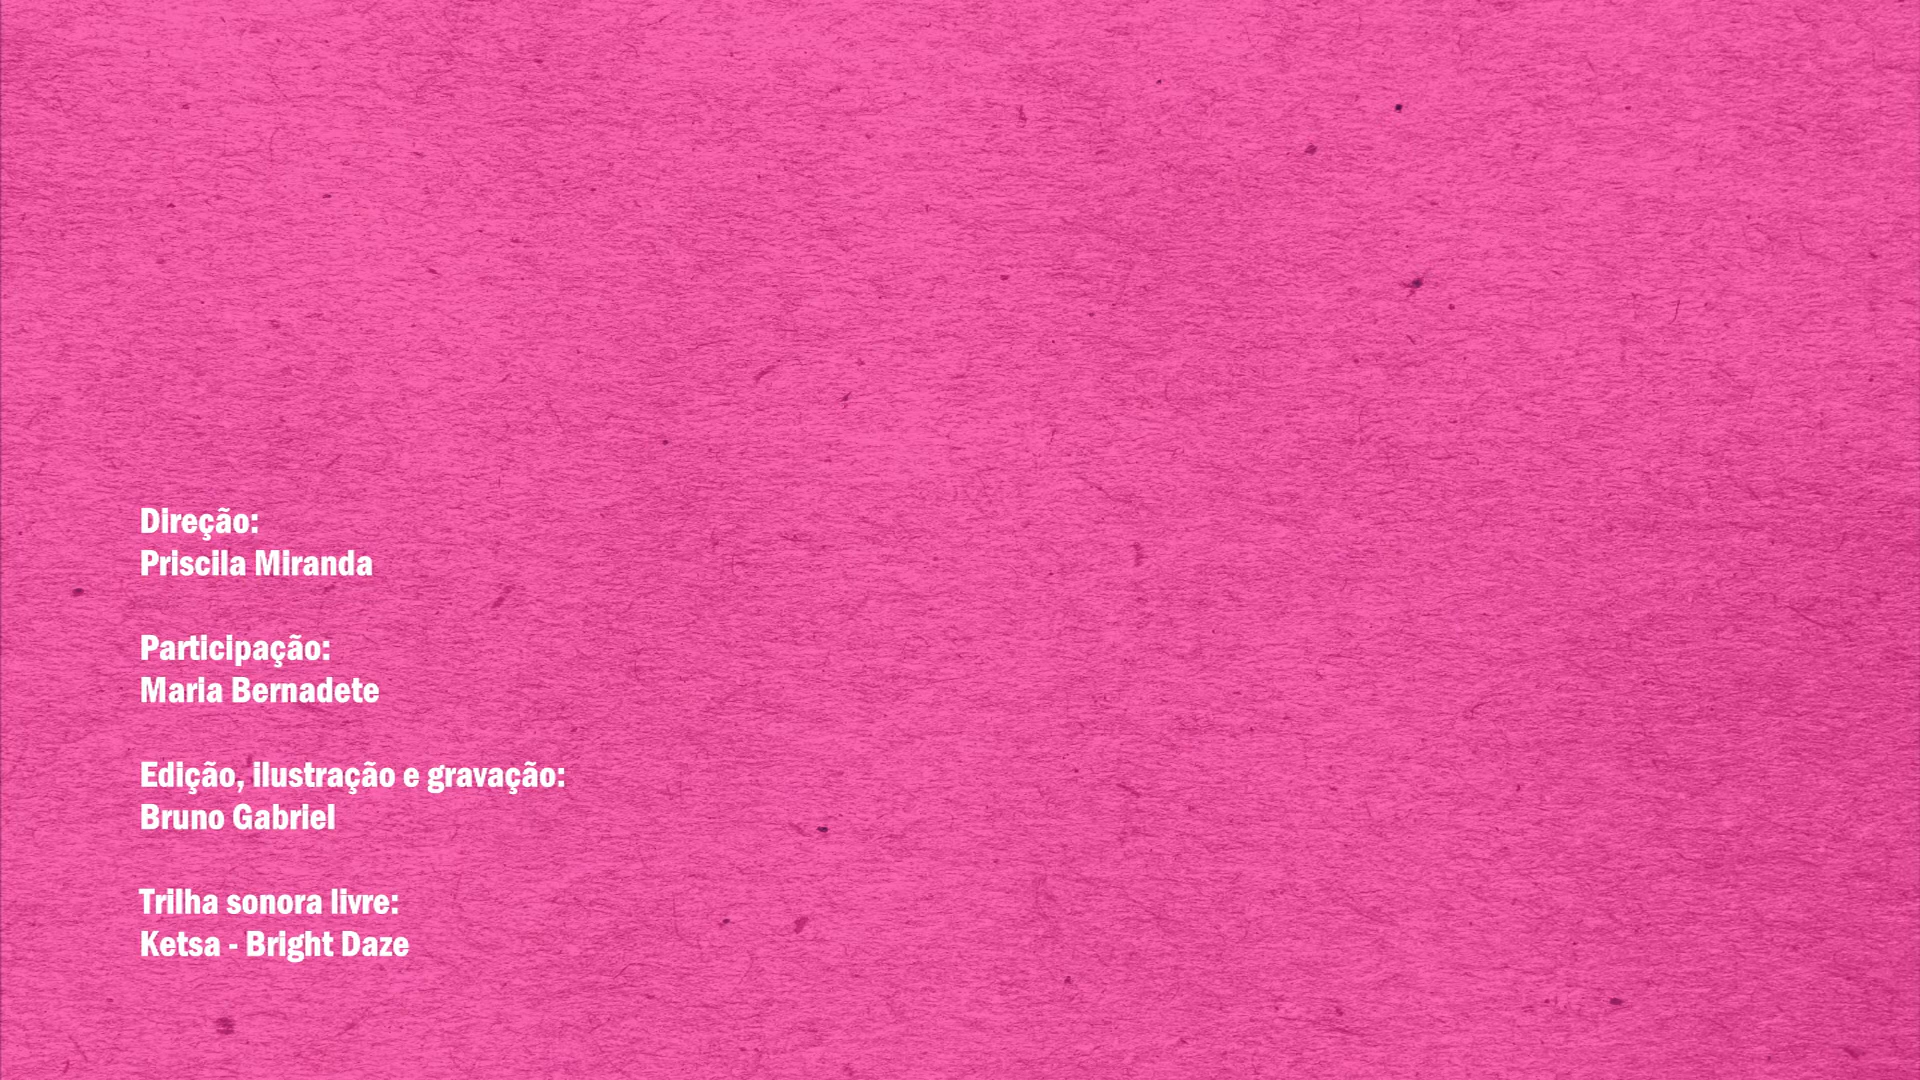 Direção:
Priscila Miranda
Participação:
Maria Bernadete
Edição, ilustração e gravação:
Bruno Gabriel
Trilha sonora livre:
Ketsa - Bright Daze